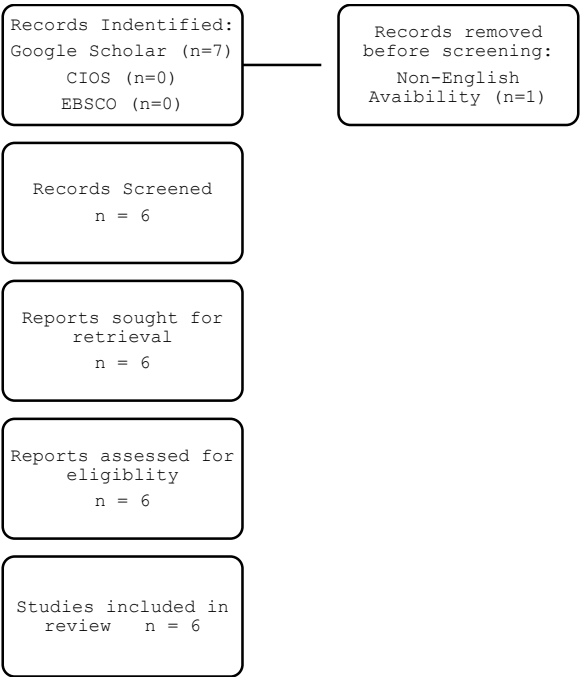 Records Indentified:
Google Scholar (n=7)
CIOS (n=0)
EBSCO (n=0)
Records removed
before screening:
Non-English
Avaibility (n=1)
Records Screened
n = 6
Reports sought for
retrieval
n = 6
Reports assessed for
eligiblity
n = 6
Studies included in
review n = 6